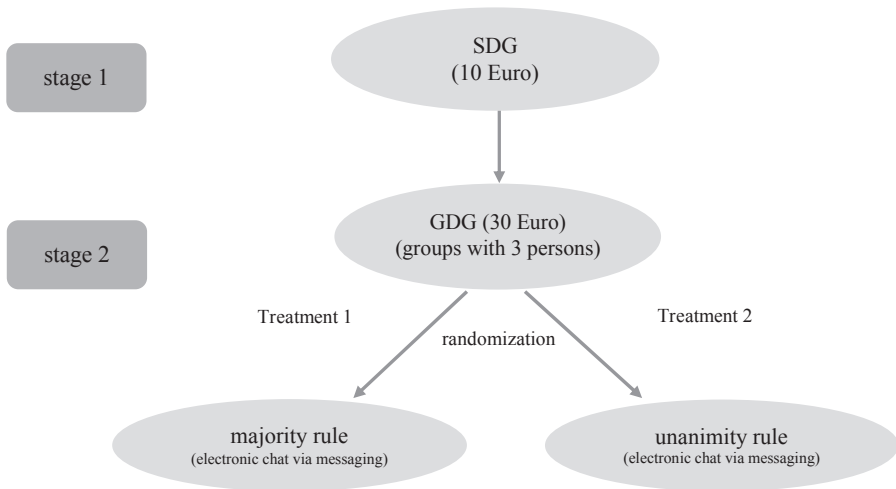 stage 1
SDG
(10 Euro)
stage 2
GDG (30 Euro)
(groups with 3 persons)
Treatment 1
randomization
Treatment 2
majority rule
(electronic chat via messaging)
unanimity rule
(electronic chat via messaging)